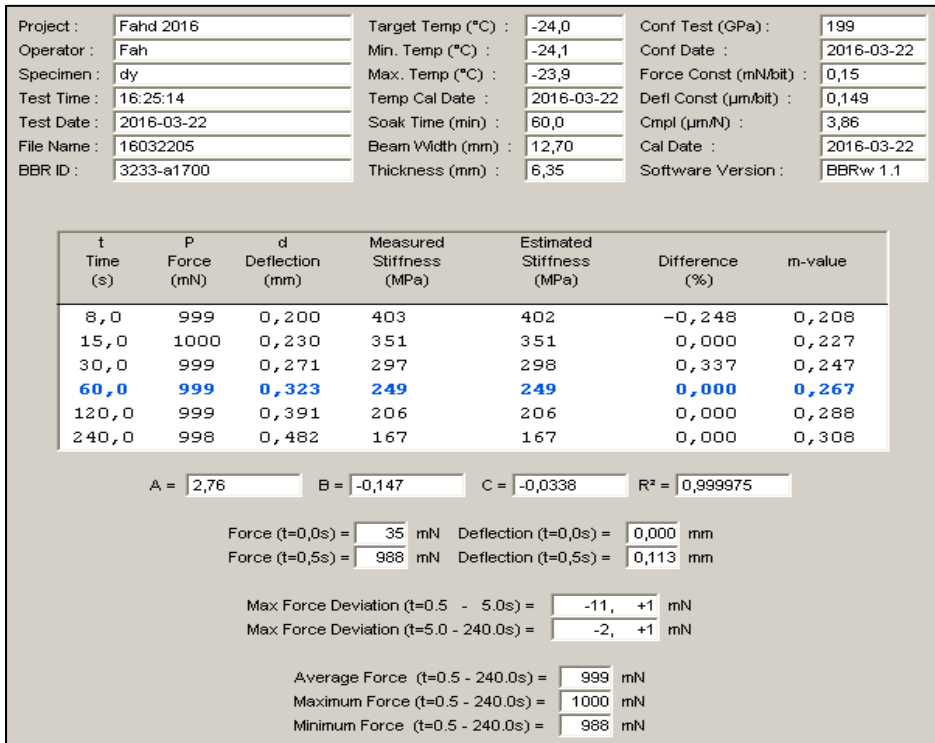 Project : Fahd 2016 Target Temp (°C) : -24,0 Conf Test (GPa) : 199
Operator : Fah Min. Temp (°C) : -24,1 Conf Date : 2016-03-22
Specimen : dy Max. Temp (°C) : -23,9 Force Const (mN/bit) : 0,15
Test Time : 16:25:14 Temp Cal Date : 2016-03-22 Defl Const (µm/bit) : 0,149
Test Date : 2016-03-22 Soak Time (min) : 60,0 Cmpl (µm/N) : 3,86
File Name : 16032205 Beam Width (mm) : 12,70 Cal Date : 2016-03-22
BBR ID : 3233-a1700 Thickness (mm) : 6,35 Software Version : BBRw 1.1
t P d Measured Estimated
Time Force Deflection Stiffness Stiffness Difference m-value
(s) (mN) (mm) (MPa) (MPa) (%)
8,0 999 0,200 403 402 -0,248 0,208
15,0 1000 0,230 351 351 0,000 0,227
30,0 999 0,271 297 298 0,337 0,247
60,0 999 0,323 249 249 0,000 0,267
120,0 999 0,391 206 206 0,000 0,288
240,0 998 0,482 167 167 0,000 0,308
A = 2,76 B = -0,147 C = -0,0338 R² = 0,999975
Force (t=0,0s) = 35 mN Deflection (t=0,0s) = 0,000 mm
Force (t=0,5s) = 988 mN Deflection (t=0,5s) = 0,113 mm
Max Force Deviation (t=0.5 - 5.0s) = -11, +1 mN
Max Force Deviation (t=5.0 - 240.0s) = -2, +1 mN
Average Force (t=0.5 - 240.0s) = 999 mN
Maximum Force (t=0.5 - 240.0s) = 1000 mN
Minimum Force (t=0.5 - 240.0s) = 988 mN